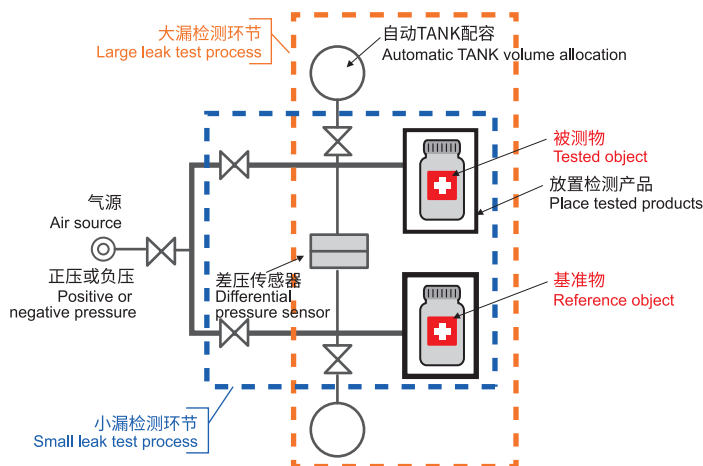 大漏检测环节
Large leak test process
自动TANK配容
Automatic TANK volume allocation
被测物
Tested object
放置检测产品
Place tested products
气源
Air source
正压或负压
Positive or
negative pressure
差压传感器
Differential
pressure sensor
基准物
Reference object
小漏检测环节
Small leak test process